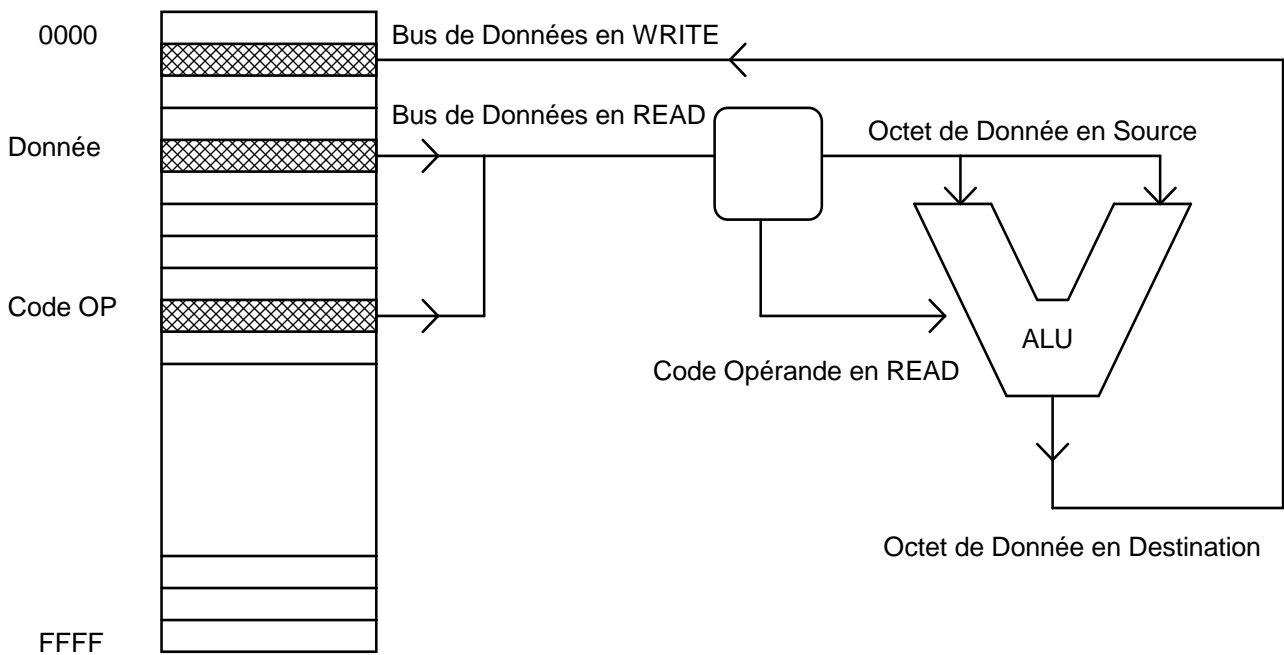 0000
Bus de Données en WRITE
Bus de Données en READ
Octet de Donnée en Source
Donnée
Code OP
ALU
Code Opérande en READ
Octet de Donnée en Destination
FFFF